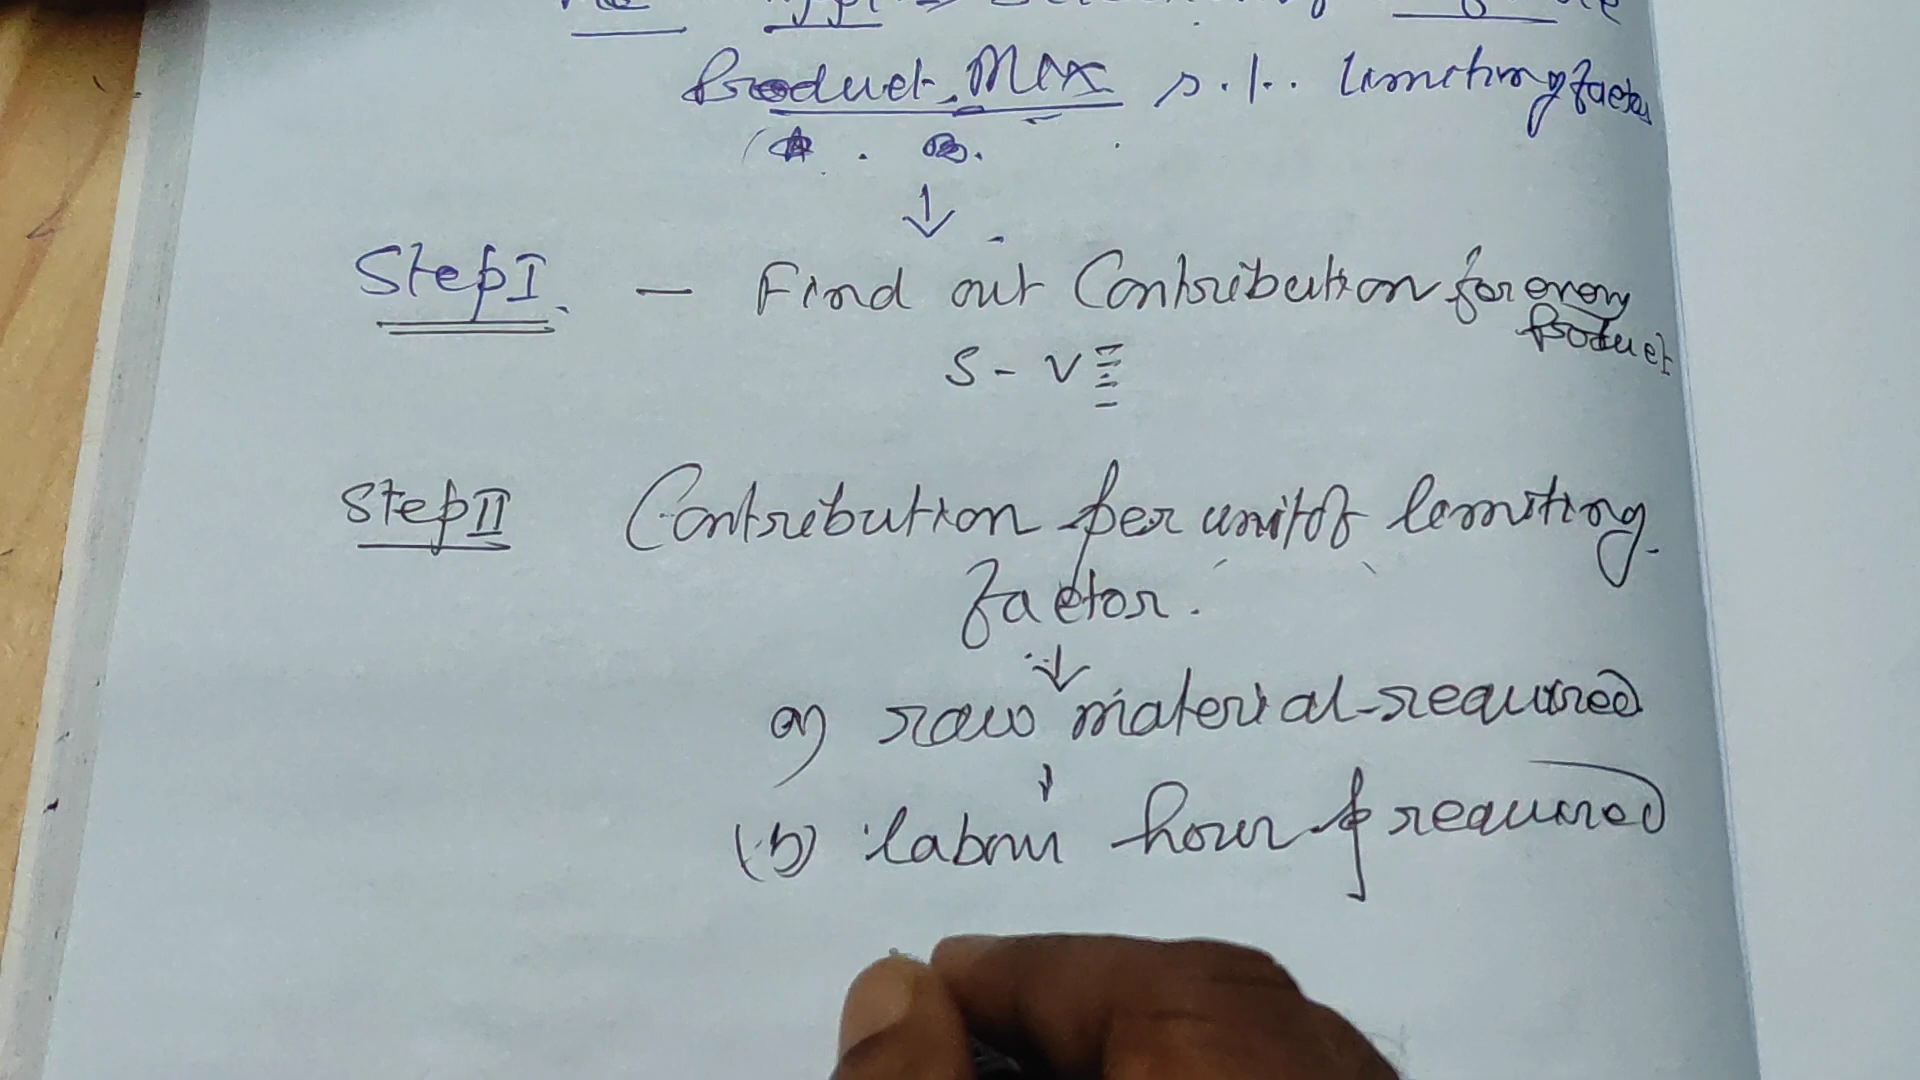 Product Mix s.t. limiting factor
(A . B.
Step I. - Find out Contribution for every
Product
S - V
Step II Contribution per unit of limiting
factor.
a) raw material required
(b) labour hour required